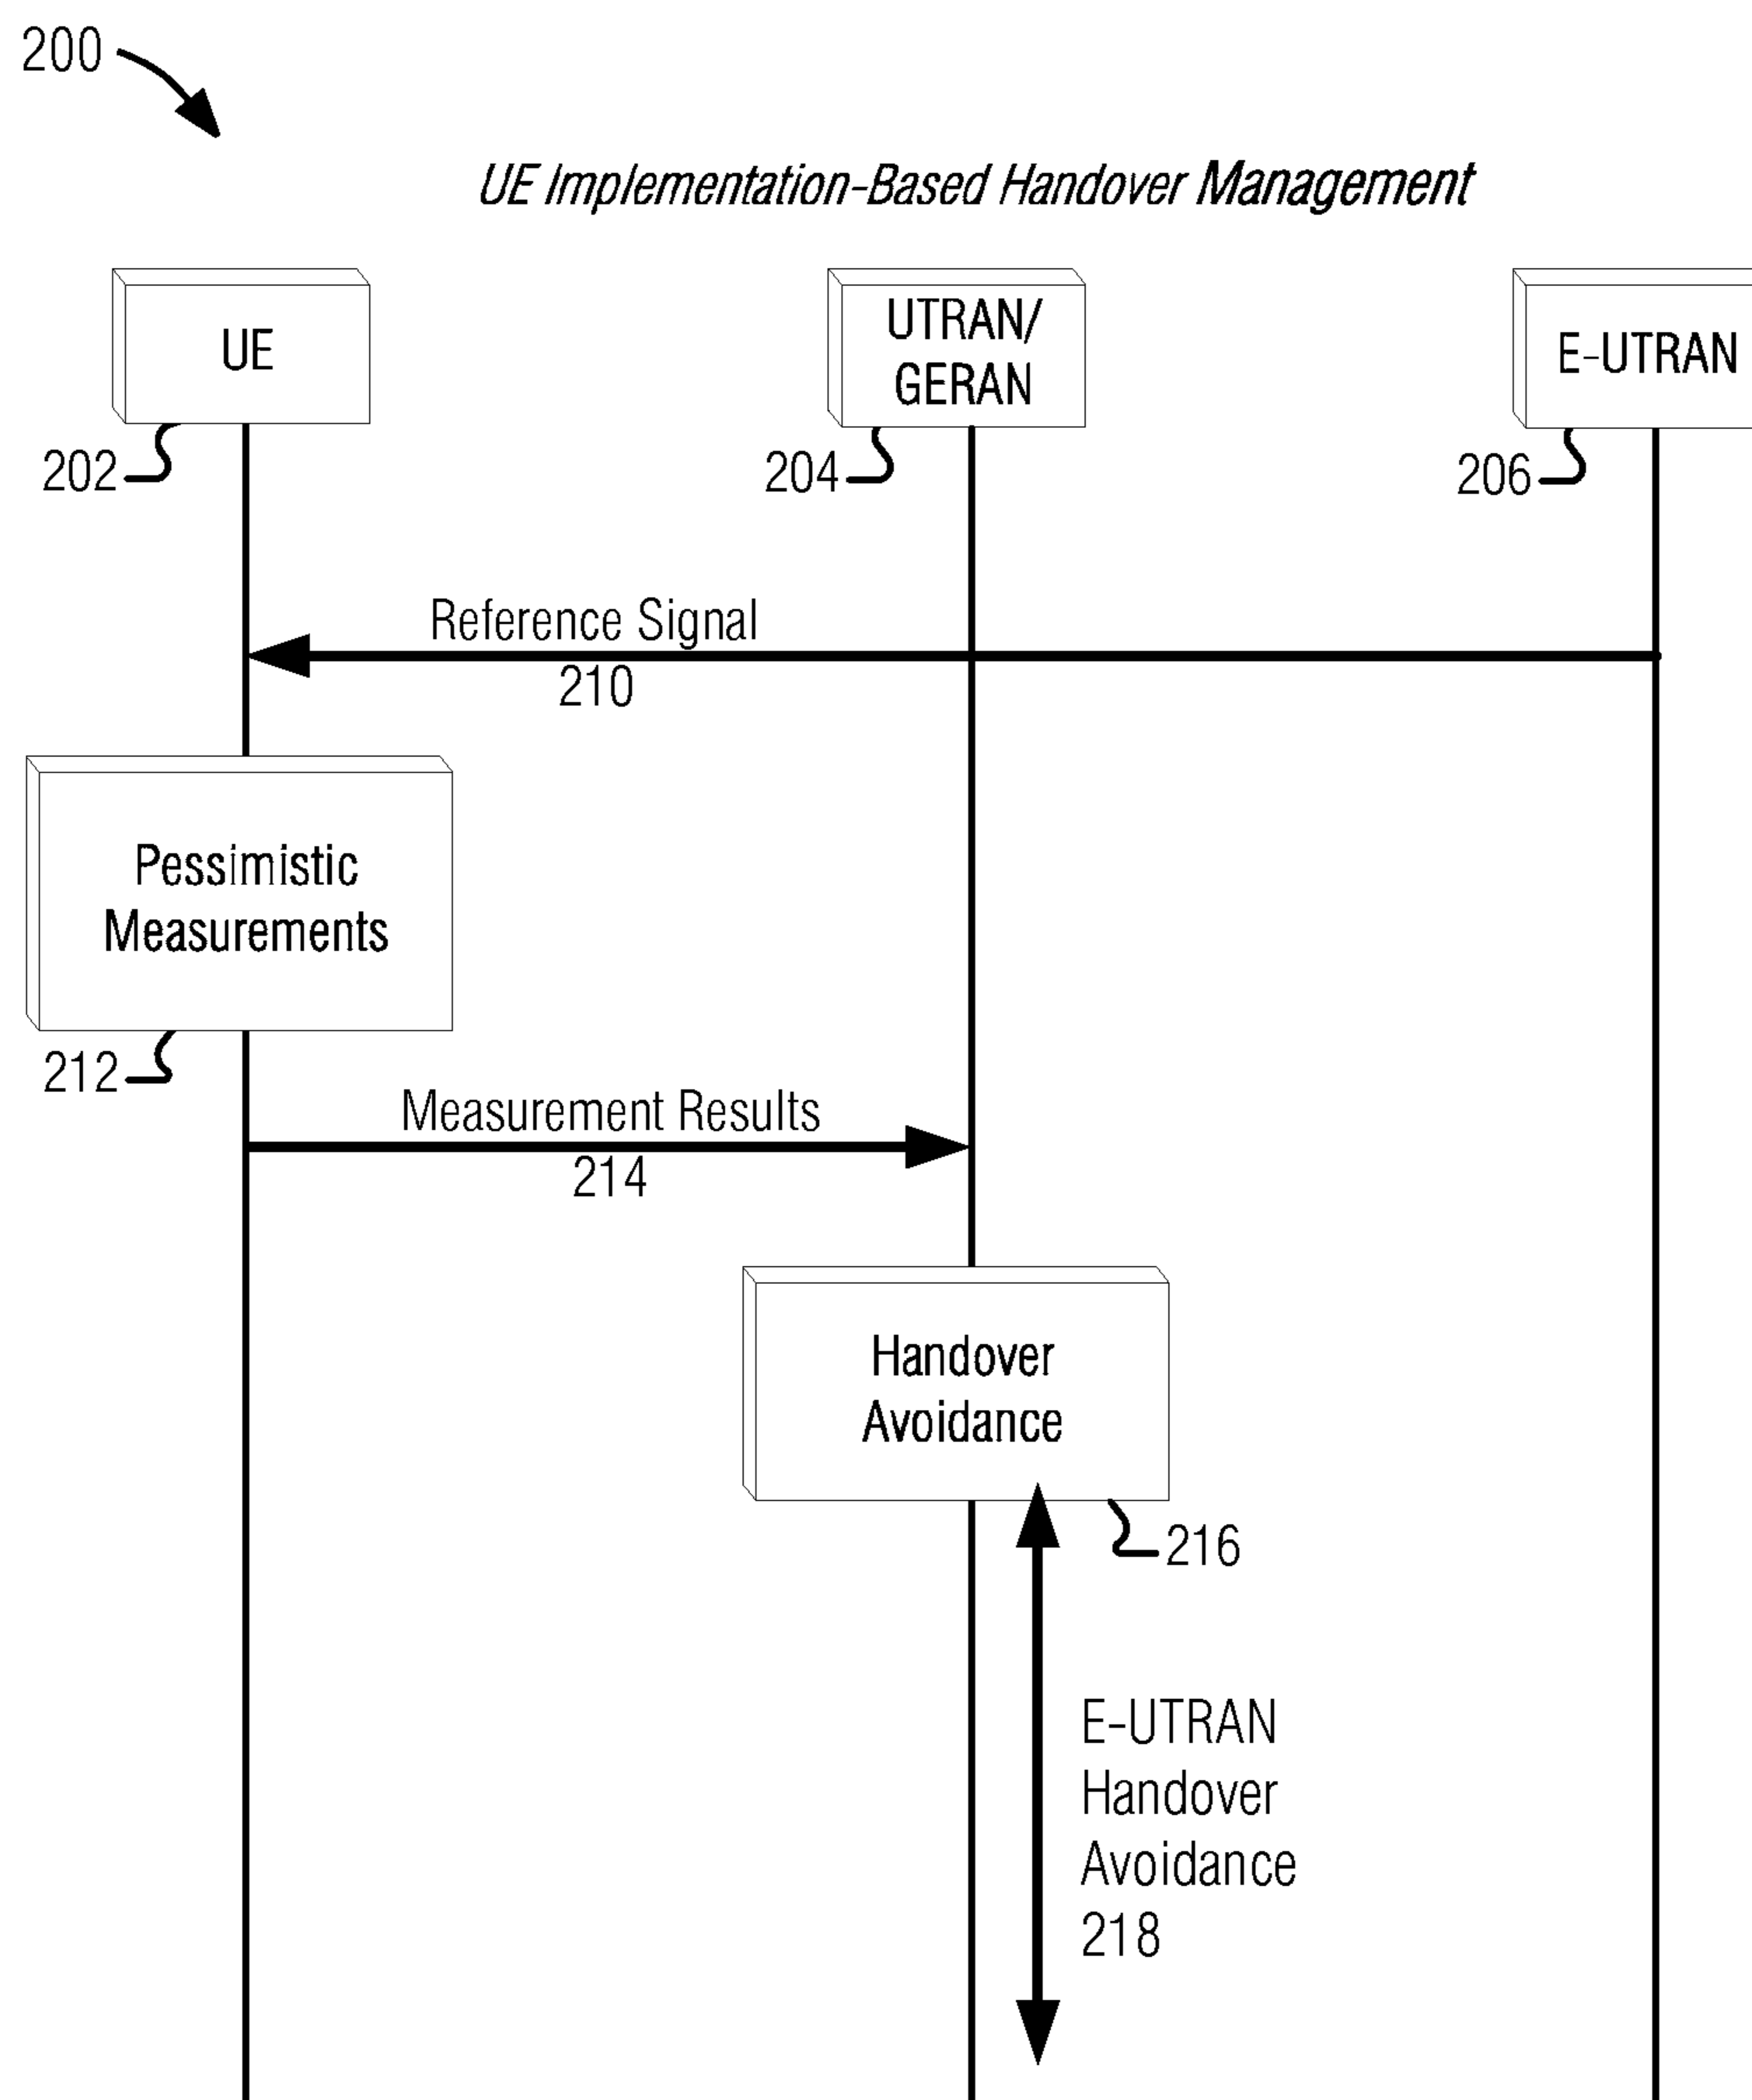 200
UE Implementation-Based Handover Management
UE
UTRAN/
GERAN
E-UTRAN
202
204
206
Reference Signal
210
Pessimistic
Measurements
212
Measurement Results
214
Handover
Avoidance
216
E-UTRAN
Handover
Avoidance
218